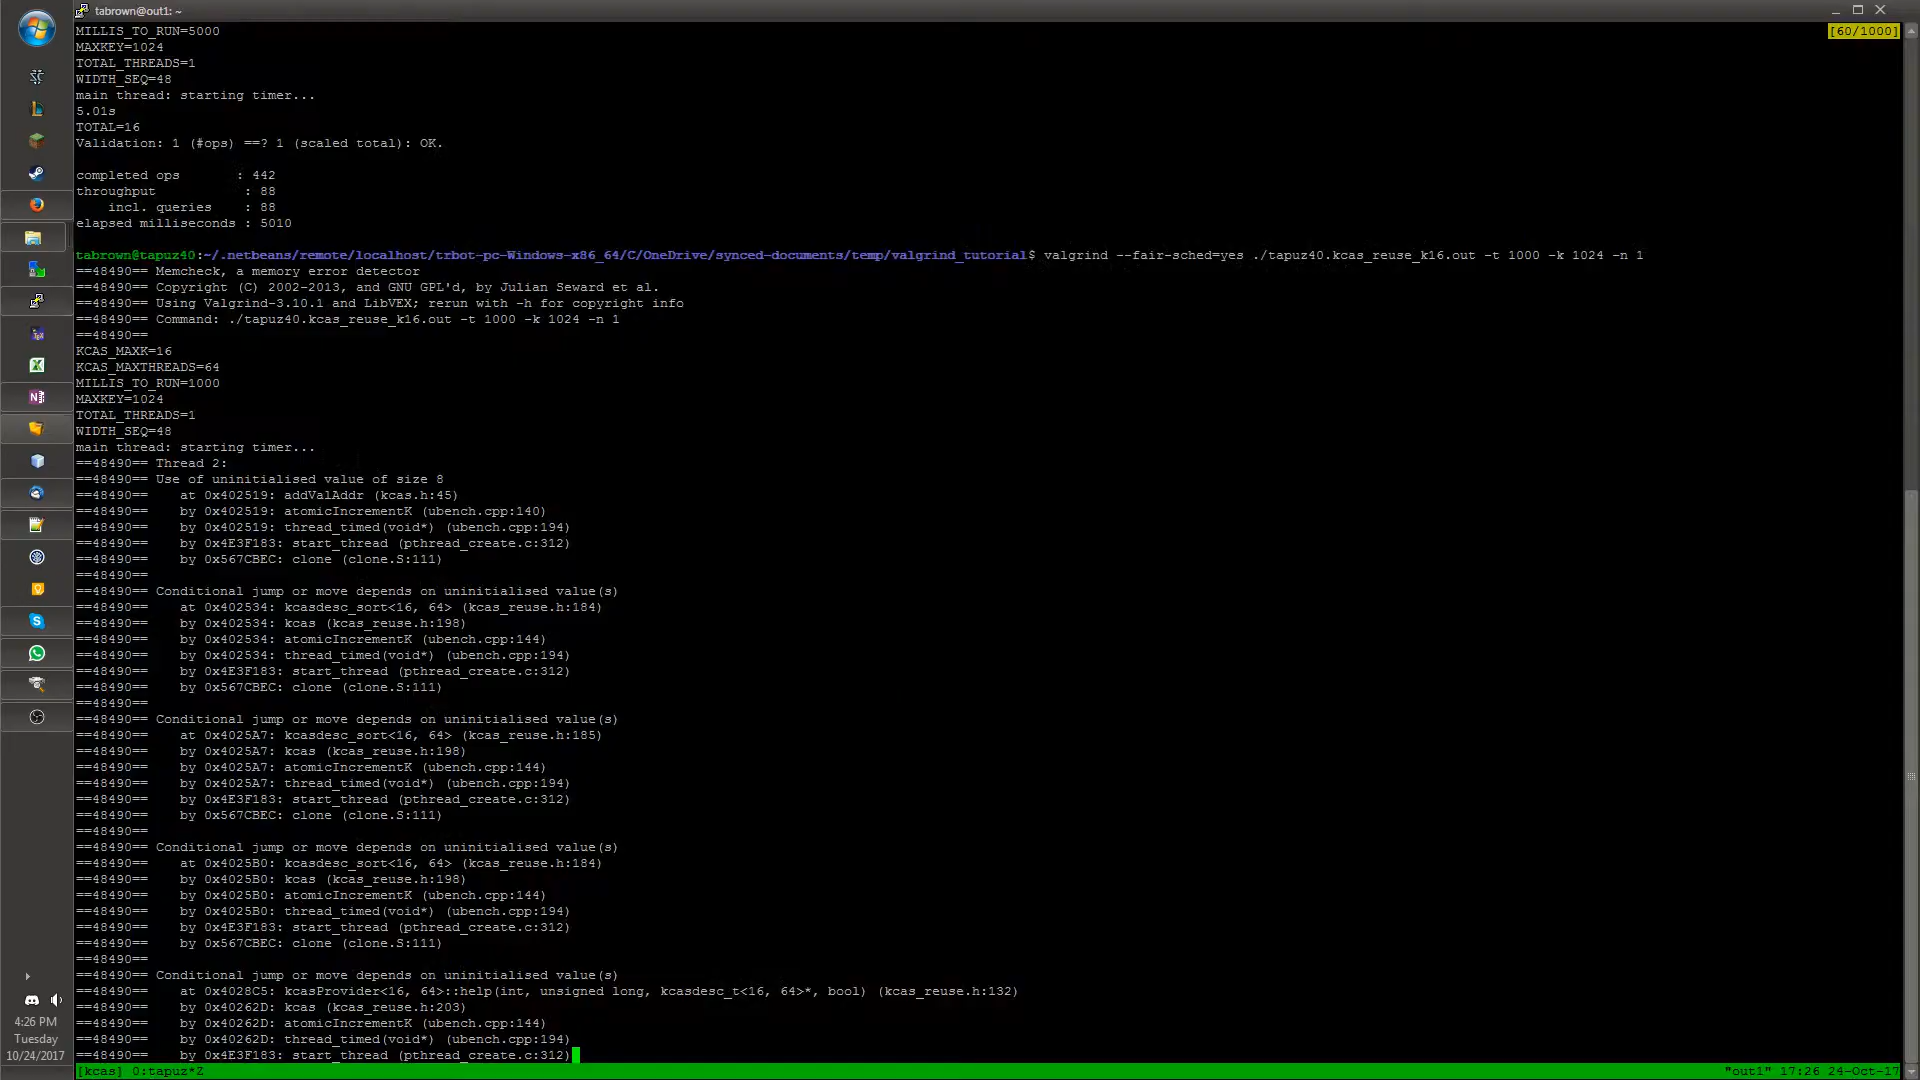 tabrown@out1: ~
MILLIS_TO_RUN=5000
[60/1000]
MAXKEY=1024
TOTAL_THREADS=1
WIDTH_SEQ=48
main thread: starting timer...
5.01s
TOTAL=16
Validation: 1 (#ops) ==? 1 (scaled total): OK.
completed ops       : 442
throughput           : 88
    incl. queries    : 88
elapsed milliseconds : 5010
tabrown@tapuz40:~/.netbeans/remote/localhost/trbot-pc-Windows-x86_64/C/OneDrive/synced-documents/temp/valgrind_tutorial$ valgrind --fair-sched=yes ./tapuz40.kcas_reuse_k16.out -t 1000 -k 1024 -n 1
==48490== Memcheck, a memory error detector
==48490== Copyright (C) 2002-2013, and GNU GPL'd, by Julian Seward et al.
==48490== Using Valgrind-3.10.1 and LibVEX; rerun with -h for copyright info
==48490== Command: ./tapuz40.kcas_reuse_k16.out -t 1000 -k 1024 -n 1
==48490==
KCAS_MAXK=16
KCAS_MAXTHREADS=64
MILLIS_TO_RUN=1000
MAXKEY=1024
TOTAL_THREADS=1
WIDTH_SEQ=48
main thread: starting timer...
==48490== Thread 2:
==48490== Use of uninitialised value of size 8
==48490==    at 0x402519: addValAddr (kcas.h:45)
==48490==    by 0x402519: atomicIncrementK (ubench.cpp:140)
==48490==    by 0x402519: thread_timed(void*) (ubench.cpp:194)
==48490==    by 0x4E3F183: start_thread (pthread_create.c:312)
==48490==    by 0x567CBEC: clone (clone.S:111)
==48490==
==48490== Conditional jump or move depends on uninitialised value(s)
==48490==    at 0x402534: kcasdesc_sort<16, 64> (kcas_reuse.h:184)
==48490==    by 0x402534: kcas (kcas_reuse.h:198)
==48490==    by 0x402534: atomicIncrementK (ubench.cpp:144)
==48490==    by 0x402534: thread_timed(void*) (ubench.cpp:194)
==48490==    by 0x4E3F183: start_thread (pthread_create.c:312)
==48490==    by 0x567CBEC: clone (clone.S:111)
==48490==
==48490== Conditional jump or move depends on uninitialised value(s)
==48490==    at 0x4025A7: kcasdesc_sort<16, 64> (kcas_reuse.h:185)
==48490==    by 0x4025A7: kcas (kcas_reuse.h:198)
==48490==    by 0x4025A7: atomicIncrementK (ubench.cpp:144)
==48490==    by 0x4025A7: thread_timed(void*) (ubench.cpp:194)
==48490==    by 0x4E3F183: start_thread (pthread_create.c:312)
==48490==    by 0x567CBEC: clone (clone.S:111)
==48490==
==48490== Conditional jump or move depends on uninitialised value(s)
==48490==    at 0x4025B0: kcasdesc_sort<16, 64> (kcas_reuse.h:184)
==48490==    by 0x4025B0: kcas (kcas_reuse.h:198)
==48490==    by 0x4025B0: atomicIncrementK (ubench.cpp:144)
==48490==    by 0x4025B0: thread_timed(void*) (ubench.cpp:194)
==48490==    by 0x4E3F183: start_thread (pthread_create.c:312)
==48490==    by 0x567CBEC: clone (clone.S:111)
==48490==
==48490== Conditional jump or move depends on uninitialised value(s)
==48490==    at 0x4028C5: kcasProvider<16, 64>::help(int, unsigned long, kcasdesc_t<16, 64>*, bool) (kcas_reuse.h:132)
==48490==    by 0x40262D: kcas (kcas_reuse.h:203)
==48490==    by 0x40262D: atomicIncrementK (ubench.cpp:144)
==48490==    by 0x40262D: thread_timed(void*) (ubench.cpp:194)
==48490==    by 0x4E3F183: start_thread (pthread_create.c:312)
[kcas] 0:tapuz*Z
"out1" 17:26 24-Oct-17
4:26 PM
Tuesday
10/24/2017